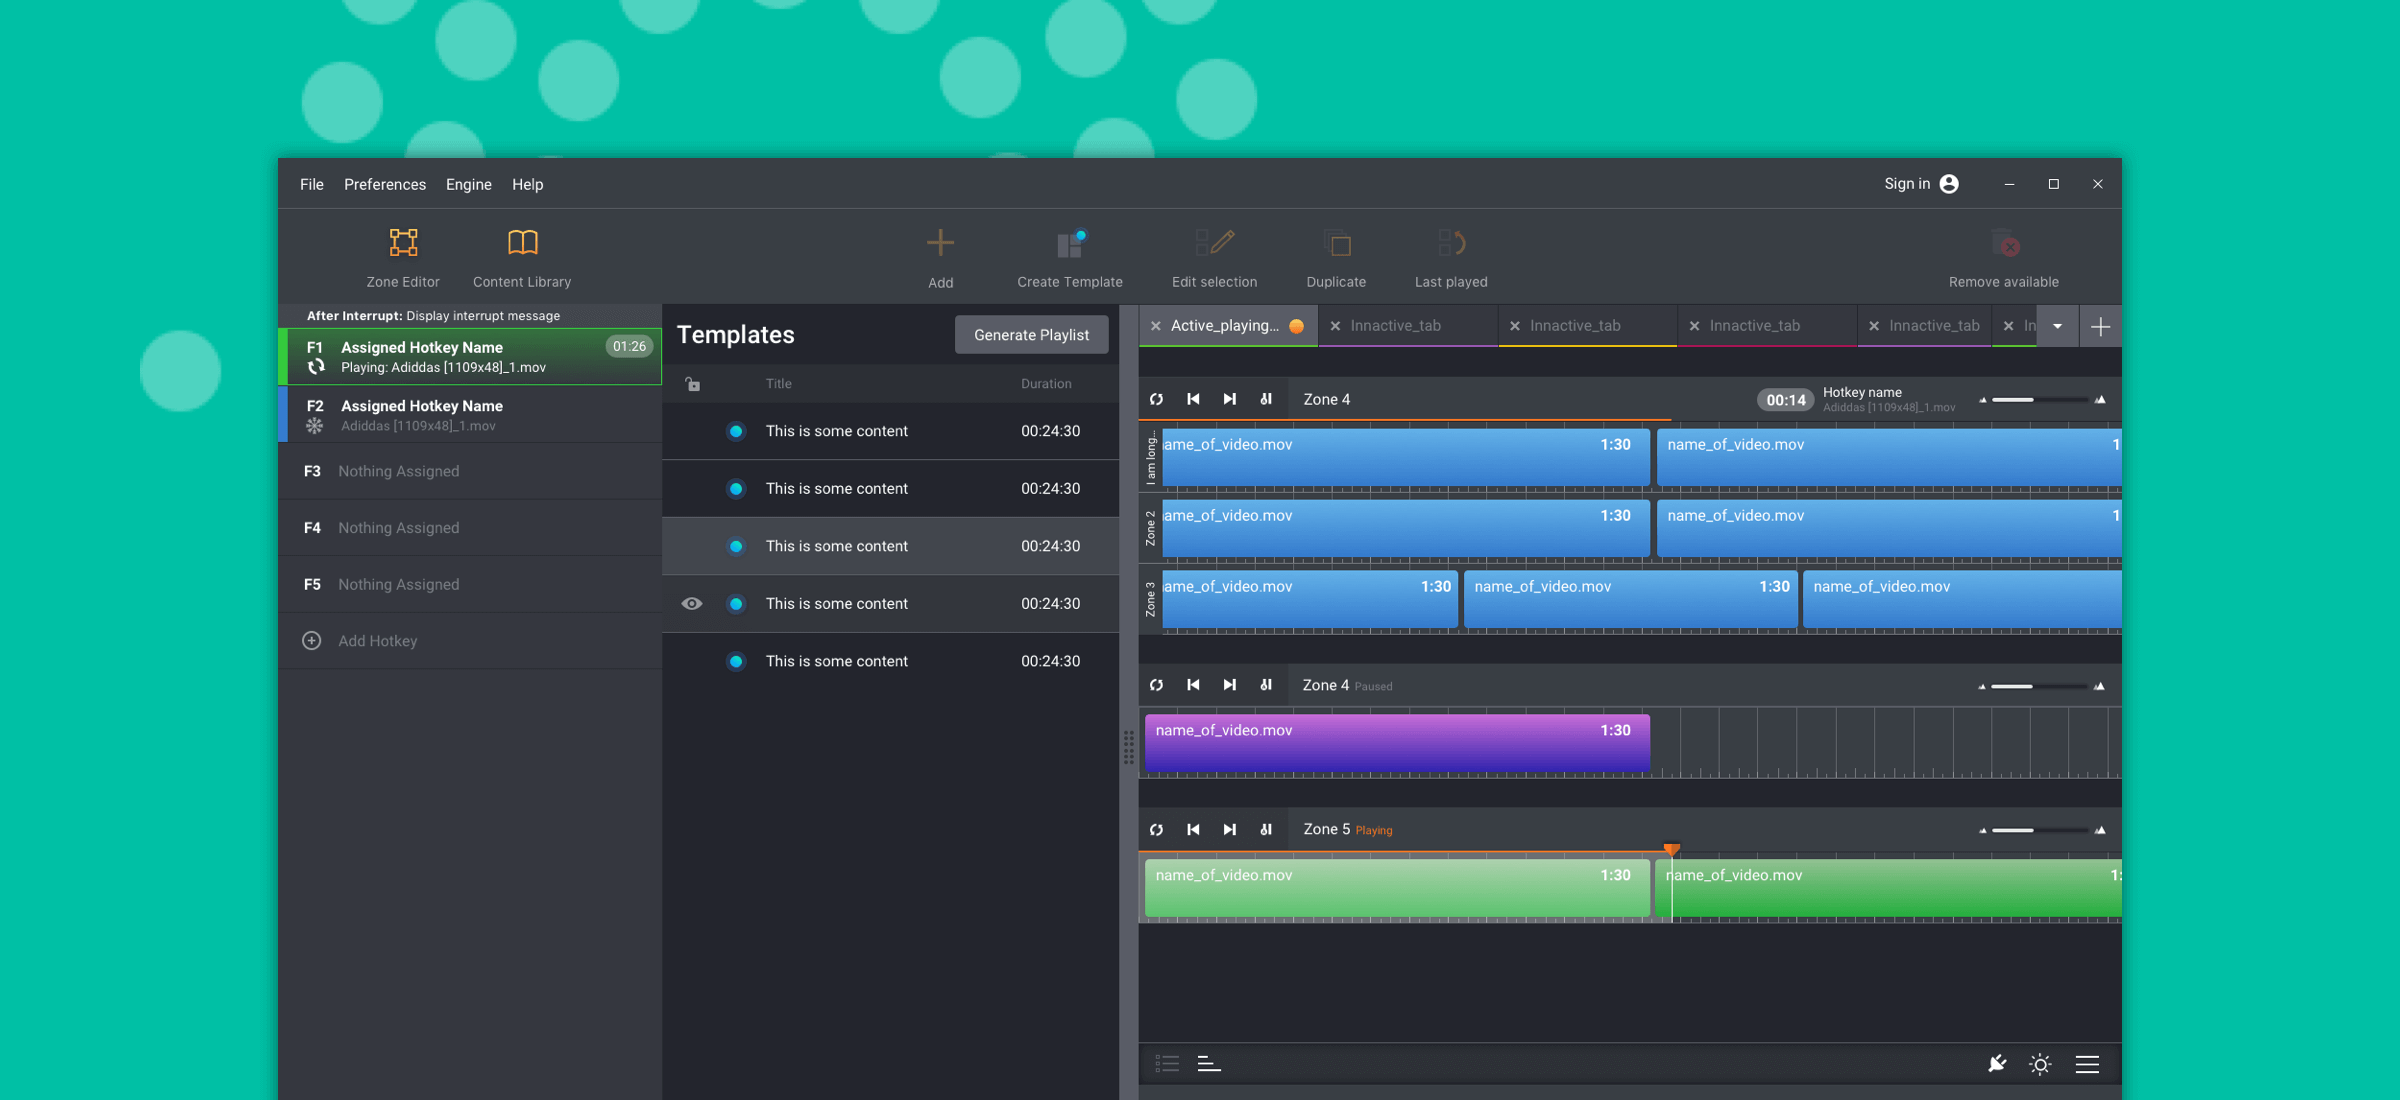 File Preferences Engine Help
Sign in
Zone Editor
Content Library
Add
Create Template
Edit selection
Duplicate
Last played
Remove available
After Interrupt: Display interrupt message
F1 Assigned Hotkey Name 01:26
Playing: Adiddas [1109x48]_1.mov
F2 Assigned Hotkey Name
Adiddas [1109x48]_1.mov
F3 Nothing Assigned
F4 Nothing Assigned
F5 Nothing Assigned
Add Hotkey
Templates
Generate Playlist
Title Duration
This is some content 00:24:30
This is some content 00:24:30
This is some content 00:24:30
This is some content 00:24:30
This is some content 00:24:30
Active_playing...
Innactive_tab
Innactive_tab
Innactive_tab
Innactive_tab
In
Zone 4
00:14
Hotkey name
Adiddas [1109x48]_1.mov
I am long...
ame_of_video.mov 1:30
name_of_video.mov 1
Zone 2
ame_of_video.mov 1:30
name_of_video.mov 1
Zone 3
ame_of_video.mov 1:30
name_of_video.mov 1:30
name_of_video.mov
Zone 4 Paused
name_of_video.mov 1:30
Zone 5 Playing
name_of_video.mov 1:30
name_of_video.mov 1: